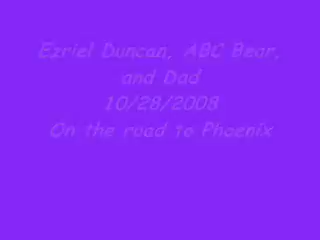 Ezriel Duncan, ABC Bear,
and Dad
10/28/2008
On the road to Phoenix